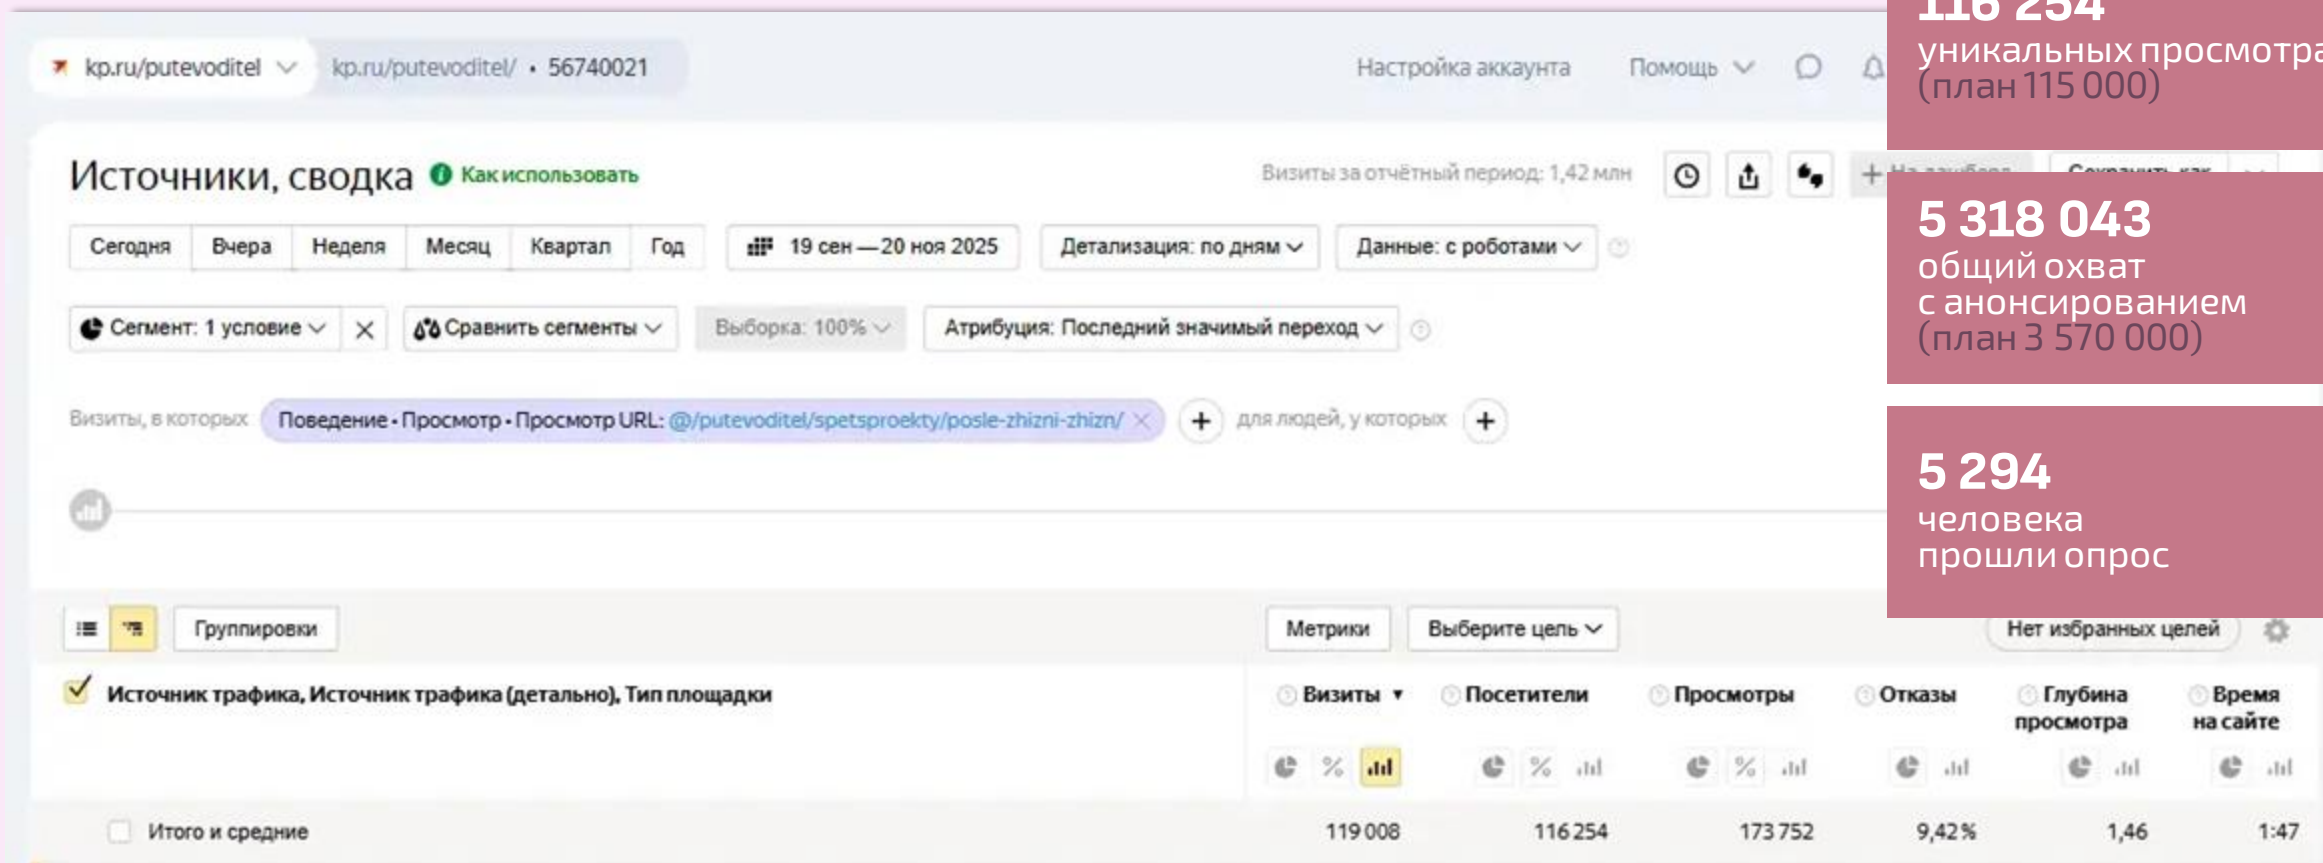 116 254
уникальных просмотра
(план 115 000)
kp.ru/putevoditel
kp.ru/putevoditel/ • 56740021
Настройка аккаунта
Помощь
Источники, сводка
Как использовать
Визиты за отчётный период: 1,42 млн
Сегодня Вчера Неделя Месяц Квартал Год
19 сен — 20 ноя 2025
Детализация: по дням
Данные: с роботами
5 318 043
общий охват
с анонсированием
(план 3 570 000)
Сегмент: 1 условие
Сравнить сегменты
Выборка: 100%
Атрибуция: Последний значимый переход
Визиты, в которых Поведение • Просмотр • Просмотр URL: @/putevoditel/spetsproekty/posle-zhizni-zhizn/ для людей, у которых
5 294
человека
прошли опрос
Группировки
Метрики
Выберите цель
Нет избранных целей
Источник трафика, Источник трафика (детально), Тип площадки
Визиты Посетители Просмотры Отказы Глубина просмотра Время на сайте
Итого и средние 119 008 116 254 173 752 9,42 % 1,46 1:47